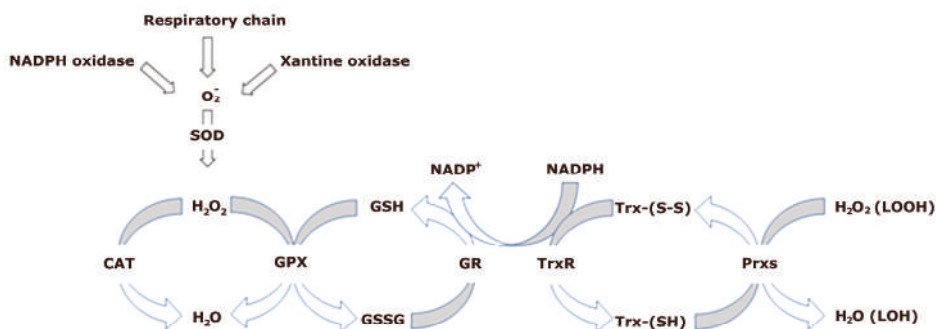 Respiratory chain
NADPH oxidase
Xantine oxidase
O₂⁻
SOD
NADP⁺
NADPH
H₂O₂
GSH
Trx-(S-S)
H₂O₂ (LOOH)
CAT
GPX
GR
TrxR
Prxs
H₂O
GSSG
Trx-(SH)
H₂O (LOH)